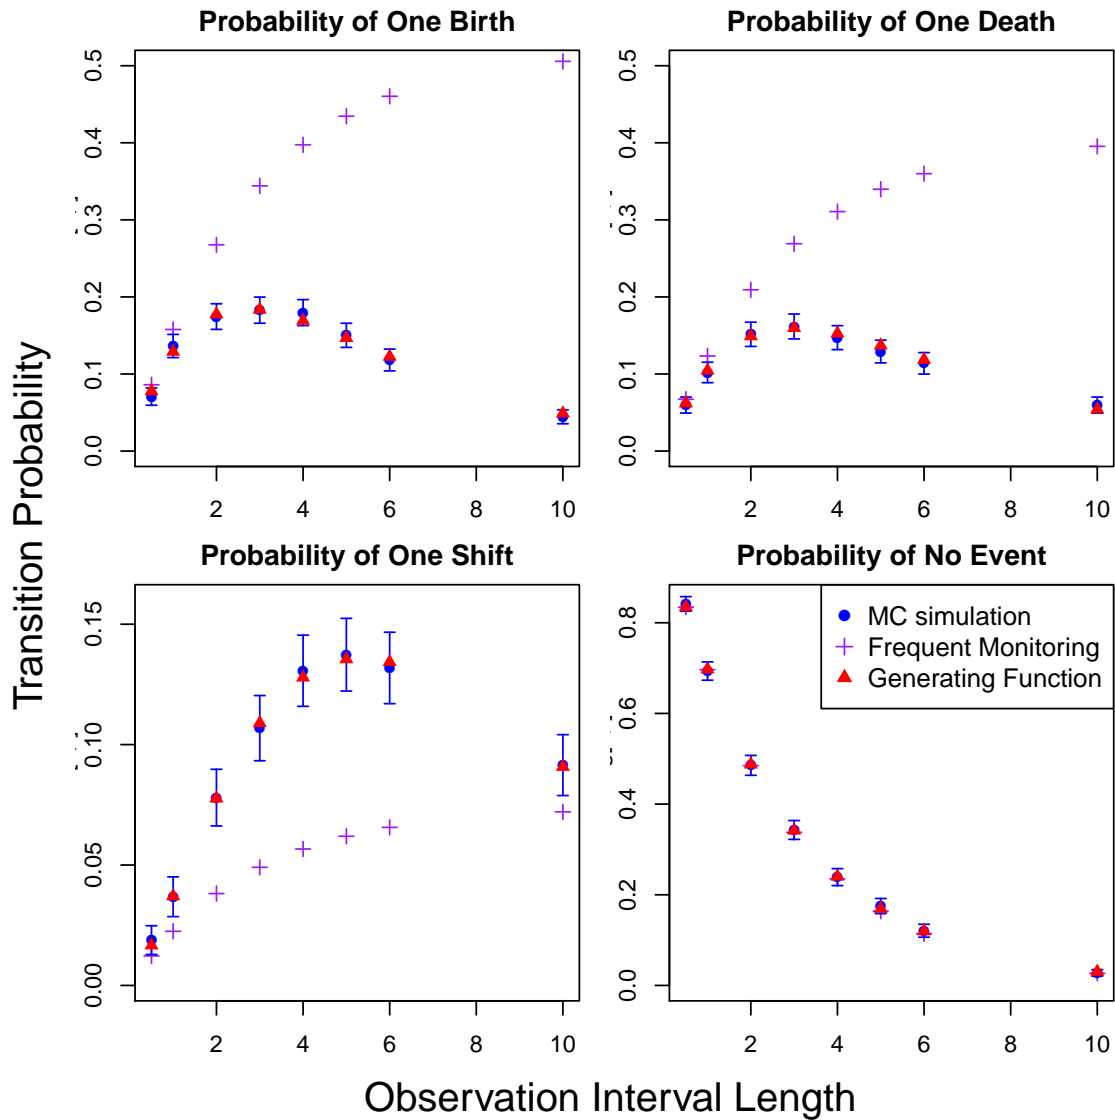 Probability of One Birth
0.5
0.4
0.3
0.2
0.1
0.0
2 4 6 8 10
Probability of One Death
0.5
0.4
0.3
0.2
0.1
0.0
2 4 6 8 10
Transition Probability
Probability of One Shift
0.15
0.10
0.05
0.00
2 4 6 8 10
Probability of No Event
0.8
0.6
0.4
0.2
0.0
2 4 6 8 10
MC simulation
Frequent Monitoring
Generating Function
Observation Interval Length